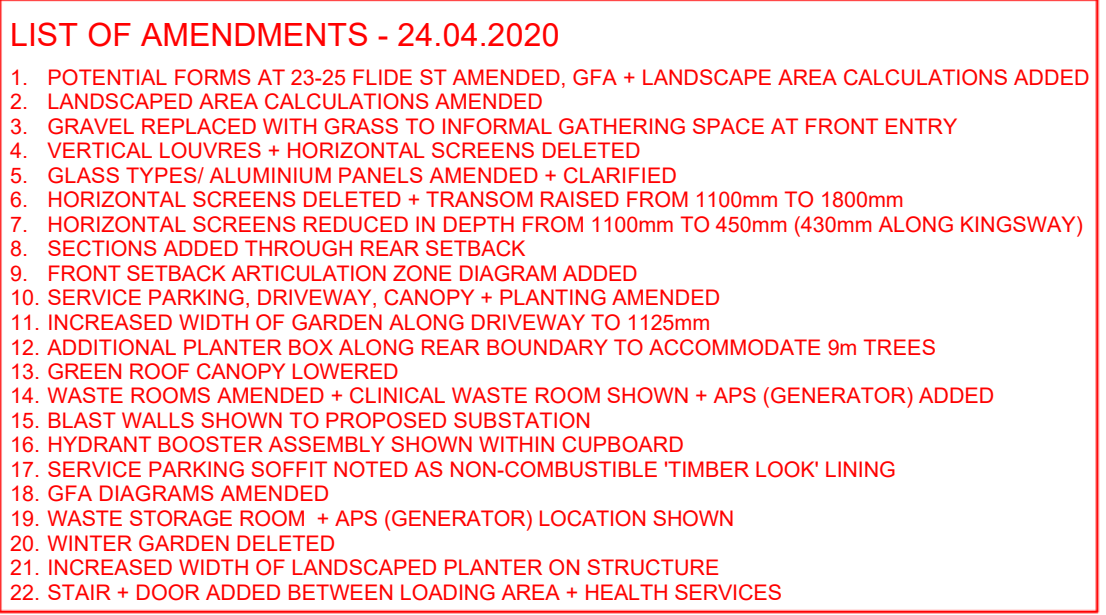 LIST OF AMENDMENTS - 24.04.2020
1. POTENTIAL FORMS AT 23-25 FLIDE ST AMENDED, GFA + LANDSCAPE AREA CALCULATIONS ADDED
2. LANDSCAPED AREA CALCULATIONS AMENDED
3. GRAVEL REPLACED WITH GRASS TO INFORMAL GATHERING SPACE AT FRONT ENTRY
4. VERTICAL LOUVRES + HORIZONTAL SCREENS DELETED
5. GLASS TYPES/ ALUMINIUM PANELS AMENDED + CLARIFIED
6. HORIZONTAL SCREENS DELETED + TRANSOM RAISED FROM 1100mm TO 1800mm
7. HORIZONTAL SCREENS REDUCED IN DEPTH FROM 1100mm TO 450mm (430mm ALONG KINGSWAY)
8. SECTIONS ADDED THROUGH REAR SETBACK
9. FRONT SETBACK ARTICULATION ZONE DIAGRAM ADDED
10. SERVICE PARKING, DRIVEWAY, CANOPY + PLANTING AMENDED
11. INCREASED WIDTH OF GARDEN ALONG DRIVEWAY TO 1125mm
12. ADDITIONAL PLANTER BOX ALONG REAR BOUNDARY TO ACCOMMODATE 9m TREES
13. GREEN ROOF CANOPY LOWERED
14. WASTE ROOMS AMENDED + CLINICAL WASTE ROOM SHOWN + APS (GENERATOR) ADDED
15. BLAST WALLS SHOWN TO PROPOSED SUBSTATION
16. HYDRANT BOOSTER ASSEMBLY SHOWN WITHIN CUPBOARD
17. SERVICE PARKING SOFFIT NOTED AS NON-COMBUSTIBLE 'TIMBER LOOK' LINING
18. GFA DIAGRAMS AMENDED
19. WASTE STORAGE ROOM + APS (GENERATOR) LOCATION SHOWN
20. WINTER GARDEN DELETED
21. INCREASED WIDTH OF LANDSCAPED PLANTER ON STRUCTURE
22. STAIR + DOOR ADDED BETWEEN LOADING AREA + HEALTH SERVICES